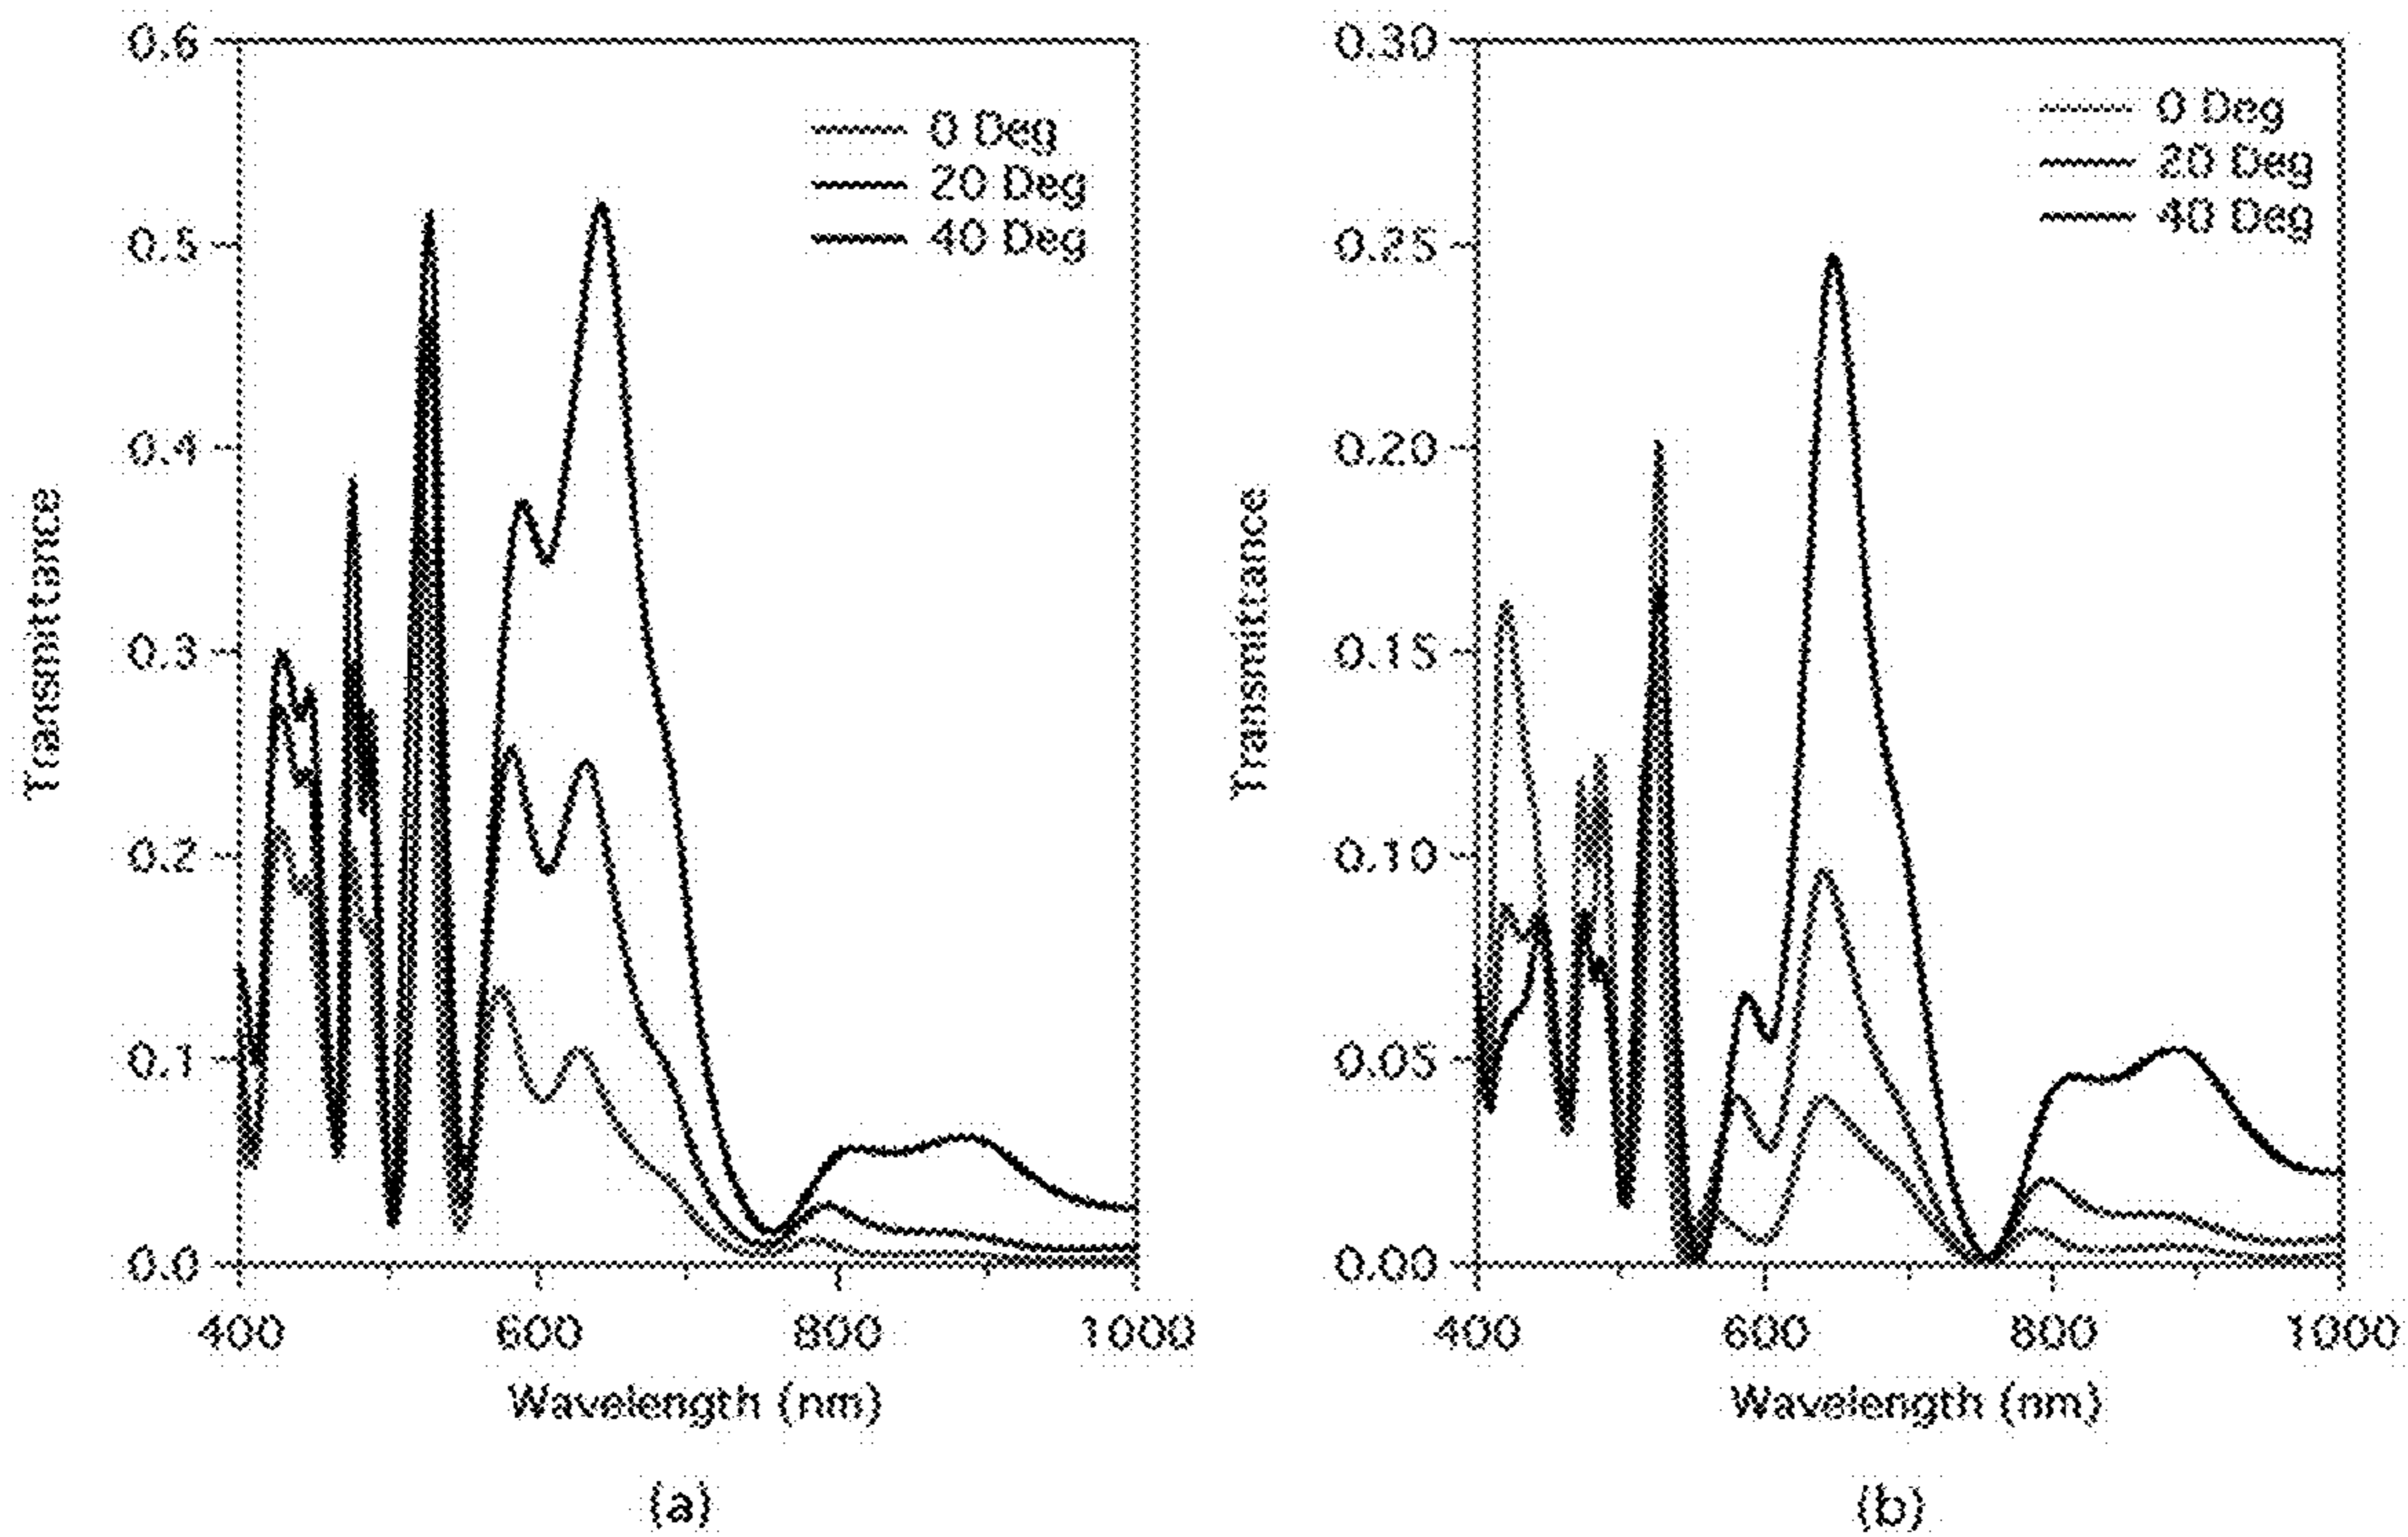 0.6
0.5
0.4
0.3
0.2
0.1
0.0
400 600 800 1000
Transmittance
Wavelength (nm)
0 Deg
20 Deg
40 Deg
(a)
0.30
0.25
0.20
0.15
0.10
0.05
0.00
400 600 800 1000
Transmittance
Wavelength (nm)
0 Deg
20 Deg
40 Deg
(b)